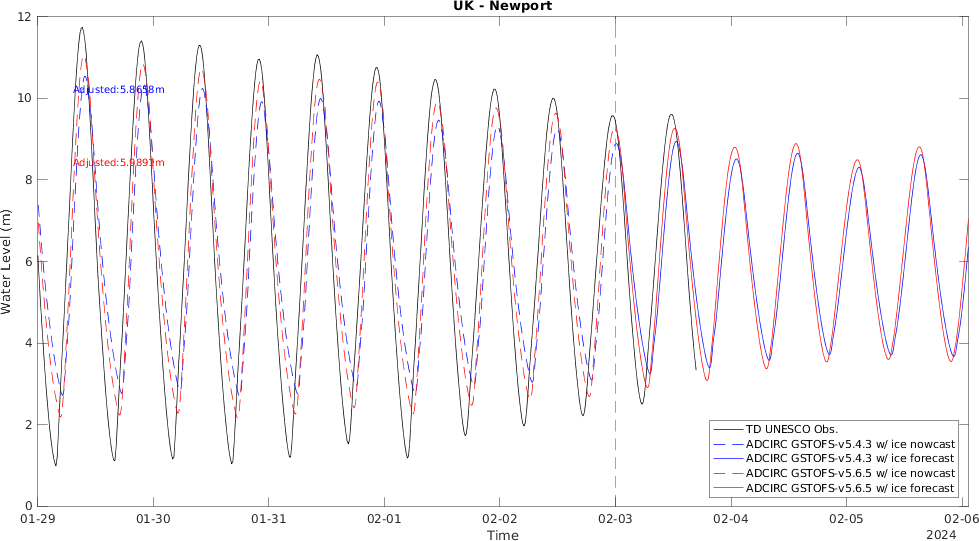 UK - Newport
12
10
8
6
4
2
0
Water Level (m)
Adjusted:5.8658m
Adjusted:5.9893m
TD UNESCO Obs.
ADCIRC GSTOFS-v5.4.3 w/ ice nowcast
ADCIRC GSTOFS-v5.4.3 w/ ice forecast
ADCIRC GSTOFS-v5.6.5 w/ ice nowcast
ADCIRC GSTOFS-v5.6.5 w/ ice forecast
01-29 01-30 01-31 02-01 02-02 02-03 02-04 02-05 02-06
Time
2024